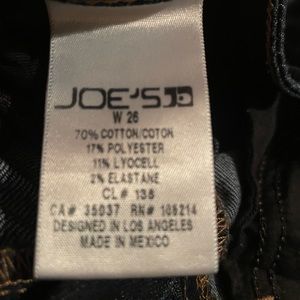 JOE'S
W 26
70% COTTON/COTON
17% POLYESTER
11% LYOCELL
2% ELASTANE
CL# 135
CA# 35037 RN# 105214
DESIGNED IN LOS ANGELES
MADE IN MEXICO